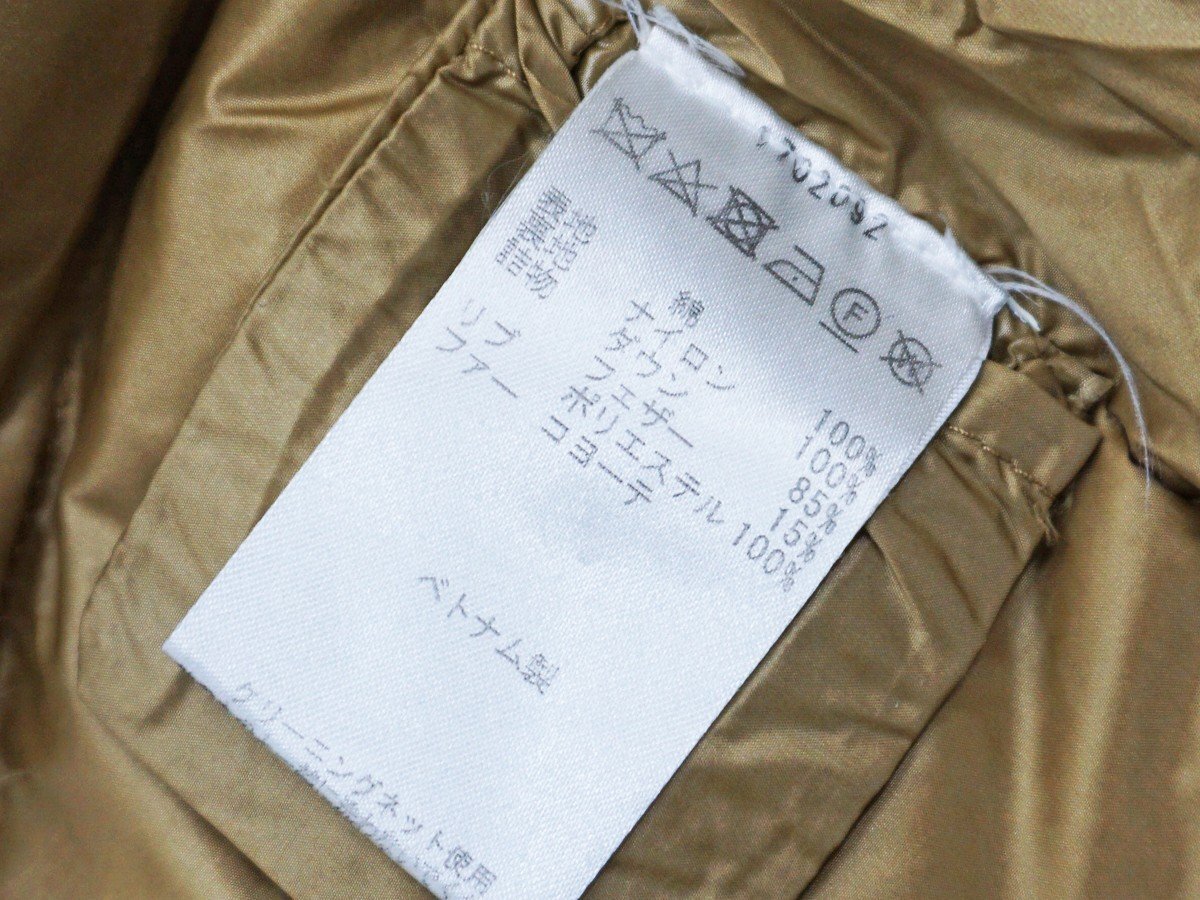 1702092
表地 綿 100%
裏地 ナイロン 100%
詰物 ダウン 85%
フェザー 15%
リブ ポリエステル 100%
ファー コヨーテ
ベトナム製
クリーニングネット使用